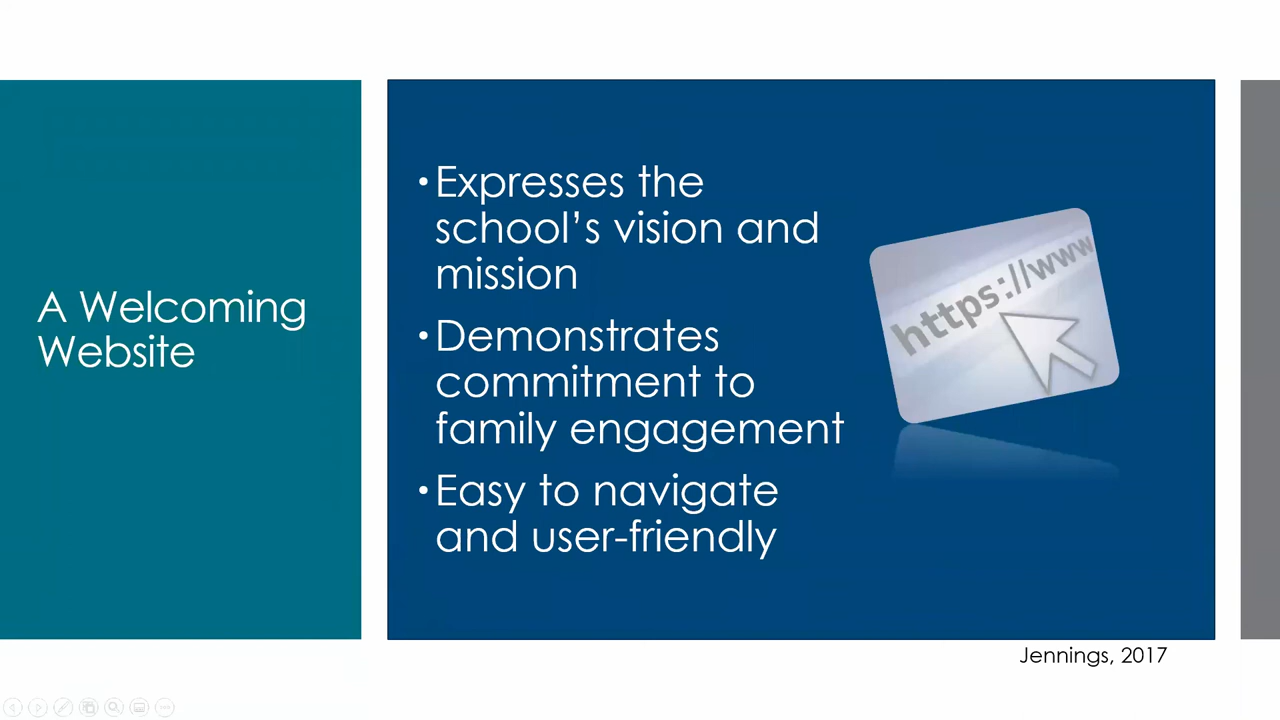 A Welcoming
Website
•Expresses the
school’s vision and
mission
•Demonstrates
commitment to
family engagement
•Easy to navigate
and user-friendly
https://www
Jennings, 2017